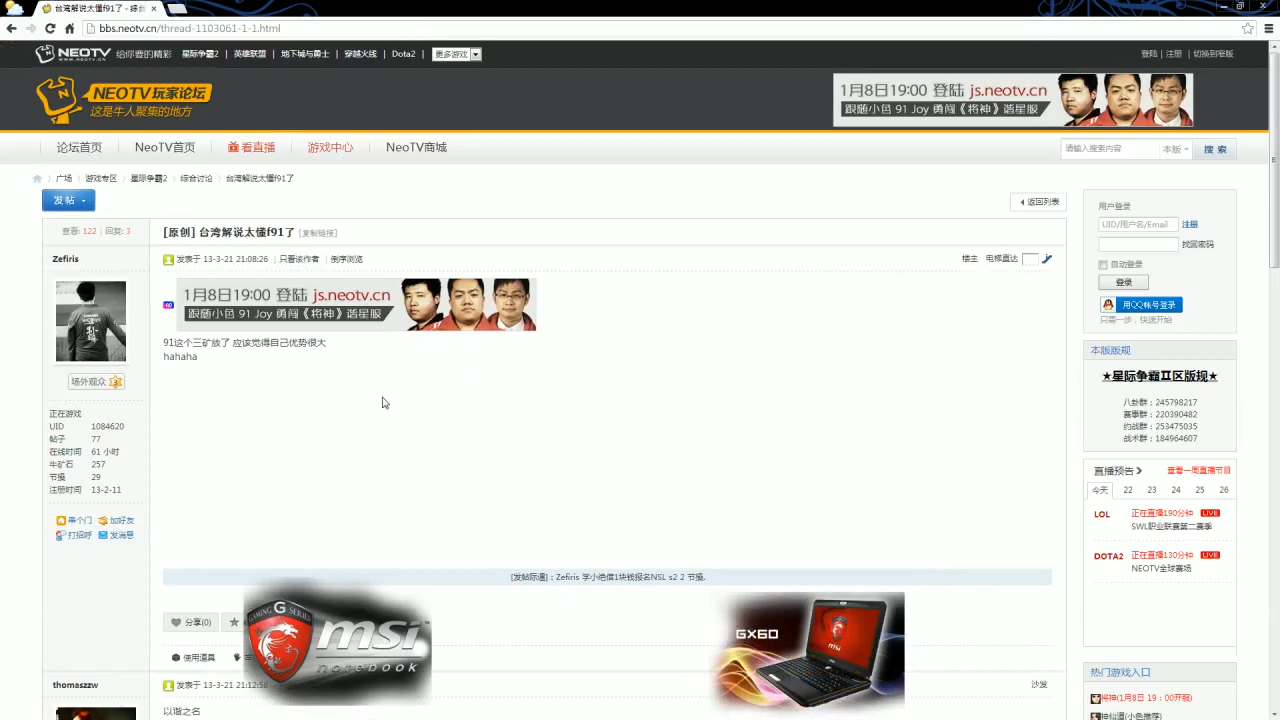 台湾解说太懂f91了 - 综合
bbs.neotv.cn/thread-1103061-1-1.html
NEOTV 给你要的精彩 星际争霸2 | 英雄联盟 | 地下城与勇士 | 穿越火线 | Dota2 | 更多游戏
WWW.NEOTV.CN
登陆 | 注册 | 切换到窄版
NEOTV玩家论坛
这是牛人聚集的地方
1月8日19:00 登陆 js.neotv.cn
跟随小色 91 Joy 勇闯《将神》谐星服
论坛首页 NeoTV首页 看直播 游戏中心 NeoTV商城
请输入搜索内容 本版 搜 索
广场 › 游戏专区 › 星际争霸2 › 综合讨论 › 台湾解说太懂f91了
发帖
返回列表
查看: 122 | 回复: 3
[原创] 台湾解说太懂f91了 [复制链接]
Zefiris
发表于 13-3-21 21:08:26 | 只看该作者 | 倒序浏览
楼主 电梯直达
1月8日19:00 登陆 js.neotv.cn
跟随小色 91 Joy 勇闯《将神》谐星服
91这个三矿放了 应该觉得自己优势很大
hahaha
场外观众
正在游戏
UID 1084620
帖子 77
在线时间 61 小时
牛矿石 257
节操 29
注册时间 13-2-11
串个门 加好友
打招呼 发消息
[发帖际遇]: Zefiris 学小绝借1块钱报名NSL s2 2 节操.
分享(0)
使用道具
GAMING G SERIES
msi
notebook
GX60
msi
thomaszzw
发表于 13-3-21 21:12:58
沙发
以谐之名
用户登录
UID/用户名/Email 注册
找回密码
自动登录
登录
用QQ帐号登录
只需一步，快速开始
本版版规
★星际争霸II区版规★
八卦群：245798217
赛事群：220390482
约战群：253475035
战术群：184964607
直播预告 查看一周直播节目
今天 22 23 24 25 26
LOL 正在直播190分钟 LIVE
SWL职业联赛第二赛季
DOTA2 正在直播130分钟 LIVE
NEOTV全球赛场
热门游戏入口
将神(1月8日 19：00开服)
神仙道(小色推荐)